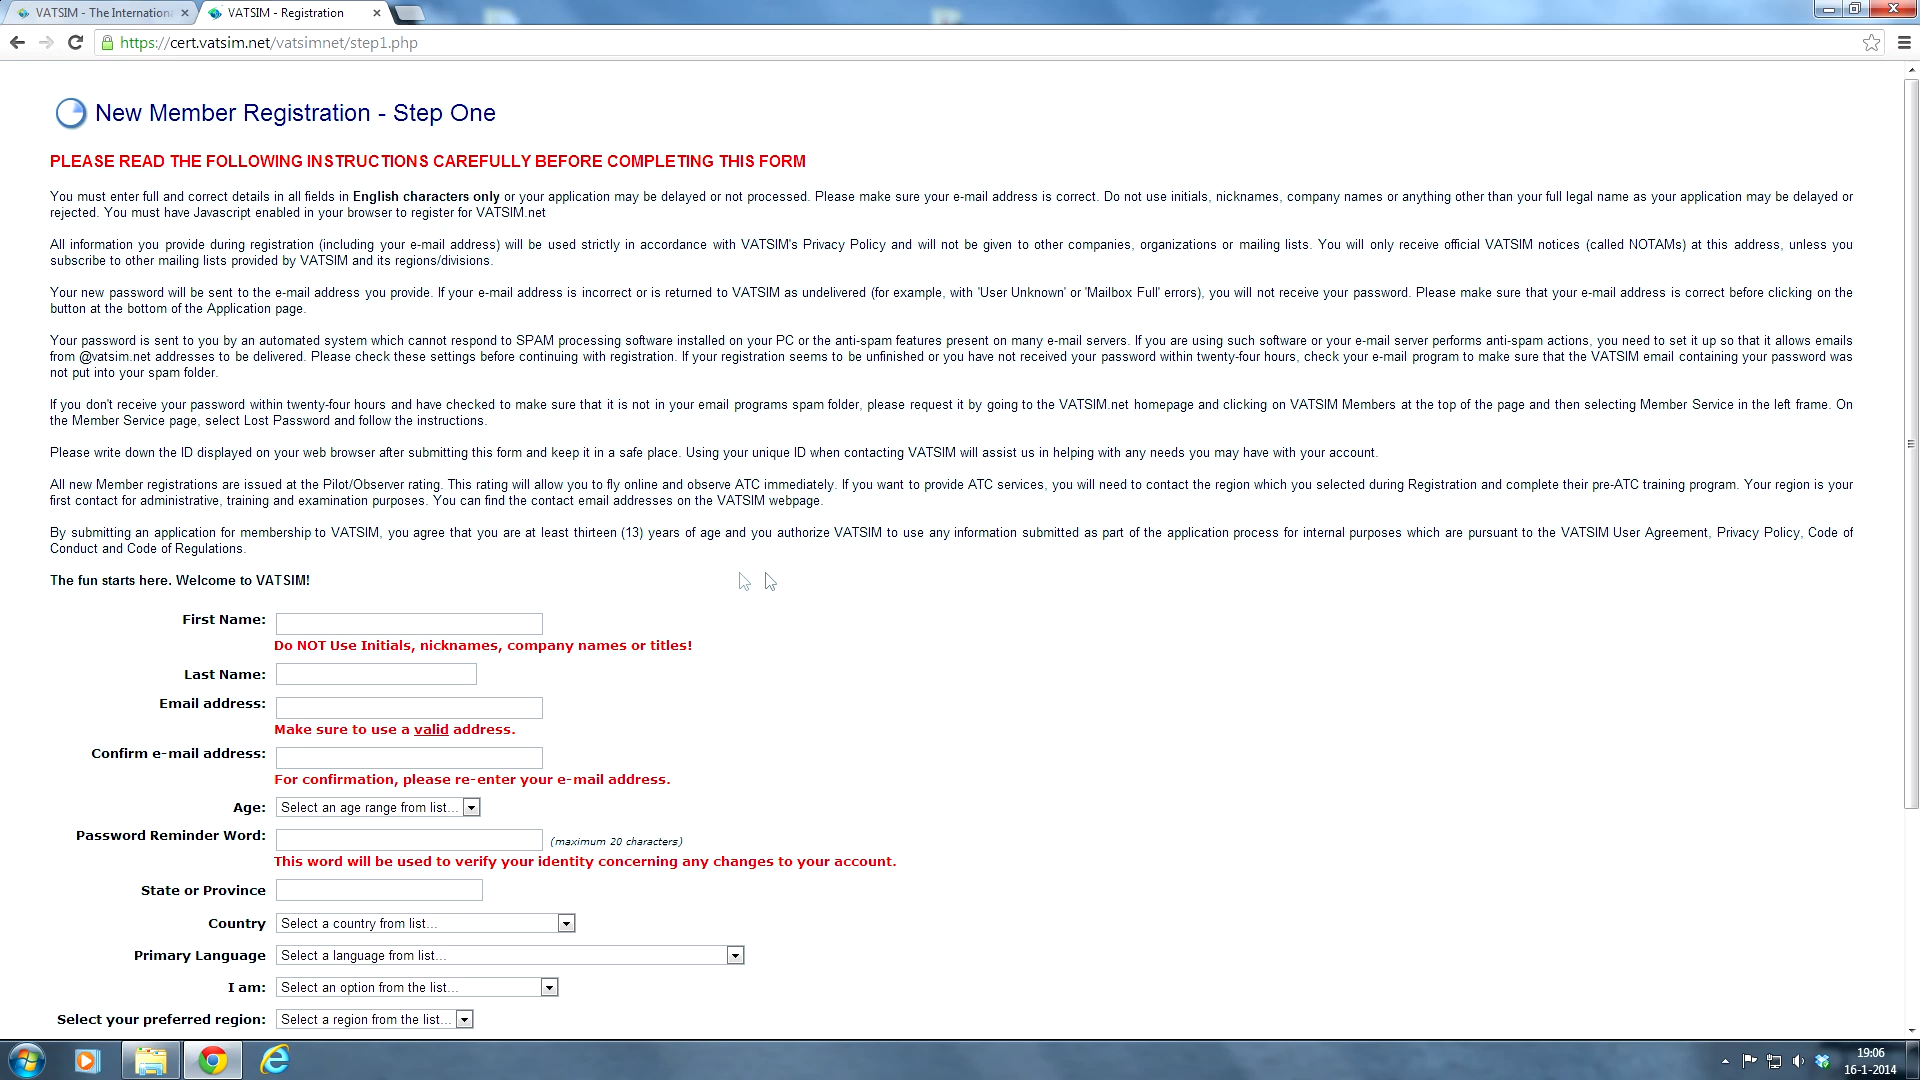 VATSIM - The Internationa
VATSIM - Registration
https://cert.vatsim.net/vatsimnet/step1.php
New Member Registration - Step One
PLEASE READ THE FOLLOWING INSTRUCTIONS CAREFULLY BEFORE COMPLETING THIS FORM
You must enter full and correct details in all fields in English characters only or your application may be delayed or not processed. Please make sure your e-mail address is correct. Do not use initials, nicknames, company names or anything other than your full legal name as your application may be delayed or
rejected. You must have Javascript enabled in your browser to register for VATSIM.net
All information you provide during registration (including your e-mail address) will be used strictly in accordance with VATSIM's Privacy Policy and will not be given to other companies, organizations or mailing lists. You will only receive official VATSIM notices (called NOTAMs) at this address, unless you
subscribe to other mailing lists provided by VATSIM and its regions/divisions.
Your new password will be sent to the e-mail address you provide. If your e-mail address is incorrect or is returned to VATSIM as undelivered (for example, with 'User Unknown' or 'Mailbox Full' errors), you will not receive your password. Please make sure that your e-mail address is correct before clicking on the
button at the bottom of the Application page.
Your password is sent to you by an automated system which cannot respond to SPAM processing software installed on your PC or the anti-spam features present on many e-mail servers. If you are using such software or your e-mail server performs anti-spam actions, you need to set it up so that it allows emails
from @vatsim.net addresses to be delivered. Please check these settings before continuing with registration. If your registration seems to be unfinished or you have not received your password within twenty-four hours, check your e-mail program to make sure that the VATSIM email containing your password was
not put into your spam folder.
If you don't receive your password within twenty-four hours and have checked to make sure that it is not in your email programs spam folder, please request it by going to the VATSIM.net homepage and clicking on VATSIM Members at the top of the page and then selecting Member Service in the left frame. On
the Member Service page, select Lost Password and follow the instructions.
Please write down the ID displayed on your web browser after submitting this form and keep it in a safe place. Using your unique ID when contacting VATSIM will assist us in helping with any needs you may have with your account.
All new Member registrations are issued at the Pilot/Observer rating. This rating will allow you to fly online and observe ATC immediately. If you want to provide ATC services, you will need to contact the region which you selected during Registration and complete their pre-ATC training program. Your region is your
first contact for administrative, training and examination purposes. You can find the contact email addresses on the VATSIM webpage.
By submitting an application for membership to VATSIM, you agree that you are at least thirteen (13) years of age and you authorize VATSIM to use any information submitted as part of the application process for internal purposes which are pursuant to the VATSIM User Agreement, Privacy Policy, Code of
Conduct and Code of Regulations.
The fun starts here. Welcome to VATSIM!
First Name:
Do NOT Use Initials, nicknames, company names or titles!
Last Name:
Email address:
Make sure to use a valid address.
Confirm e-mail address:
For confirmation, please re-enter your e-mail address.
Age: Select an age range from list...
Password Reminder Word: (maximum 20 characters)
This word will be used to verify your identity concerning any changes to your account.
State or Province
Country Select a country from list...
Primary Language Select a language from list...
I am: Select an option from the list...
Select your preferred region: Select a region from the list...
19:06
16-1-2014